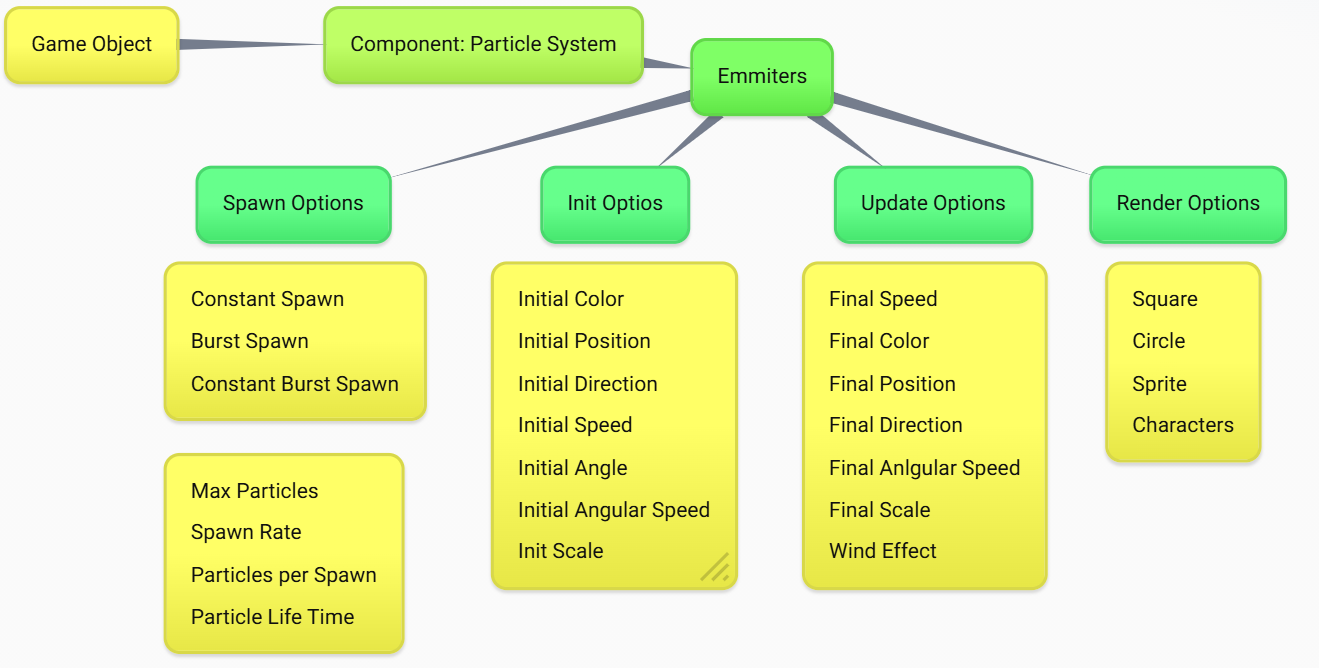 Game Object
Component: Particle System
Emmiters
Spawn Options
Init Optios
Update Options
Render Options
Constant Spawn
Burst Spawn
Constant Burst Spawn
Max Particles
Spawn Rate
Particles per Spawn
Particle Life Time
Initial Color
Initial Position
Initial Direction
Initial Speed
Initial Angle
Initial Angular Speed
Init Scale
Final Speed
Final Color
Final Position
Final Direction
Final Anlgular Speed
Final Scale
Wind Effect
Square
Circle
Sprite
Characters